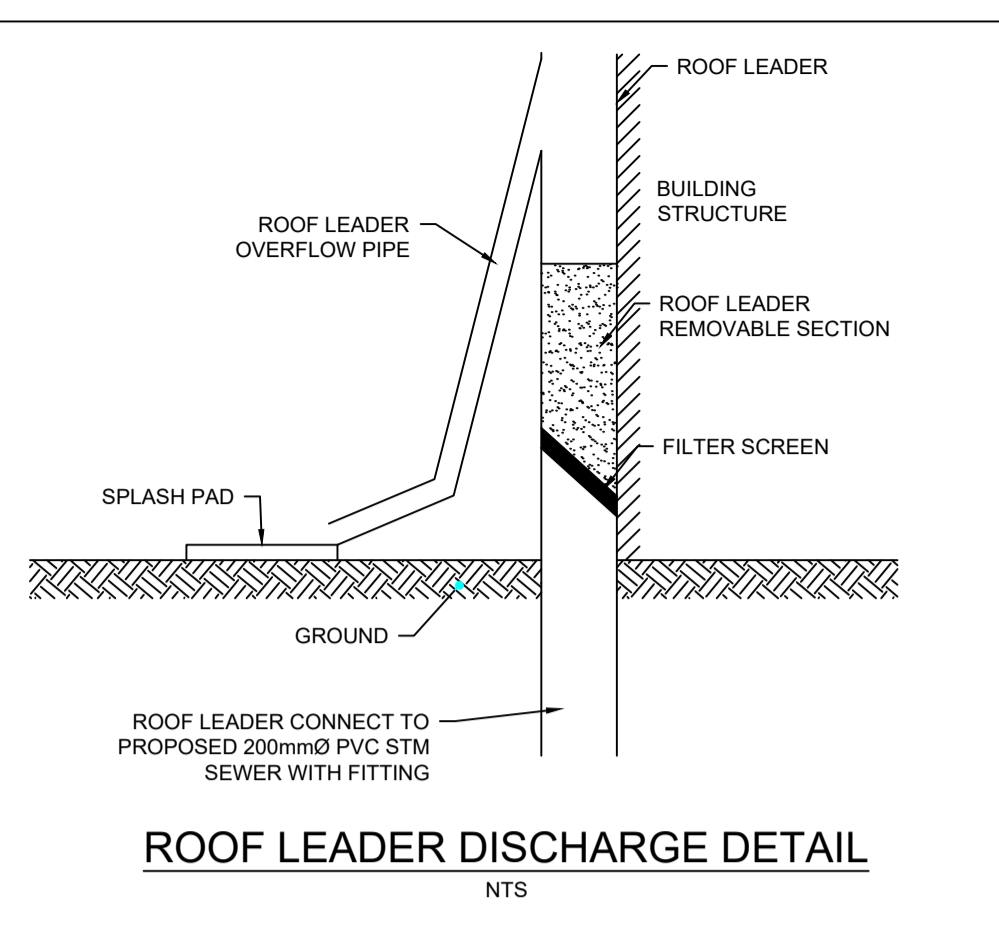 ROOF LEADER
BUILDING
STRUCTURE
ROOF LEADER
OVERFLOW PIPE
ROOF LEADER
REMOVABLE SECTION
FILTER SCREEN
SPLASH PAD
GROUND
ROOF LEADER CONNECT TO
PROPOSED 200mmØ PVC STM
SEWER WITH FITTING
ROOF LEADER DISCHARGE DETAIL
NTS